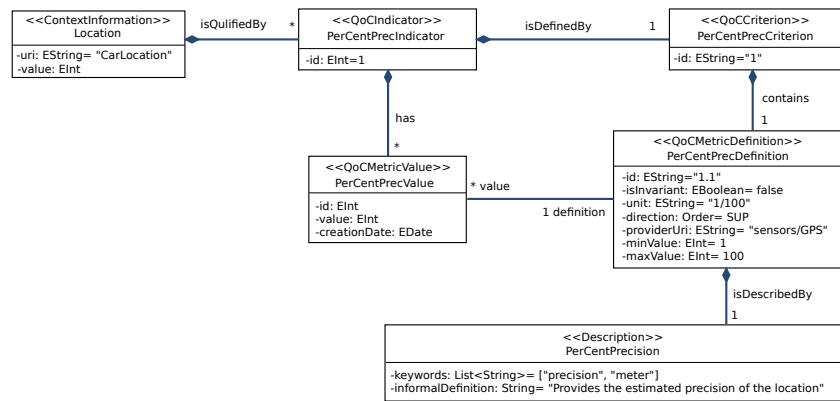 <<ContextInformation>>
Location
-uri: EString= "CarLocation"
-value: EInt
isQulifiedBy
*
<<QoCIndicator>>
PerCentPrecIndicator
-id: EInt=1
isDefinedBy
1
<<QoCCriterion>>
PerCentPrecCriterion
-id: EString="1"
has
*
contains
1
<<QoCMetricValue>>
PerCentPrecValue
-id: EInt
-value: EInt
-creationDate: EDate
* value
1 definition
<<QoCMetricDefinition>>
PerCentPrecDefinition
-id: EString="1.1"
-isInvariant: EBoolean= false
-unit: EString= "1/100"
-direction: Order= SUP
-providerUri: EString= "sensors/GPS"
-minValue: EInt= 1
-maxValue: EInt= 100
isDescribedBy
1
<<Description>>
PerCentPrecision
-keywords: List<String>= ["precision", "meter"]
-informalDefinition: String= "Provides the estimated precision of the location"